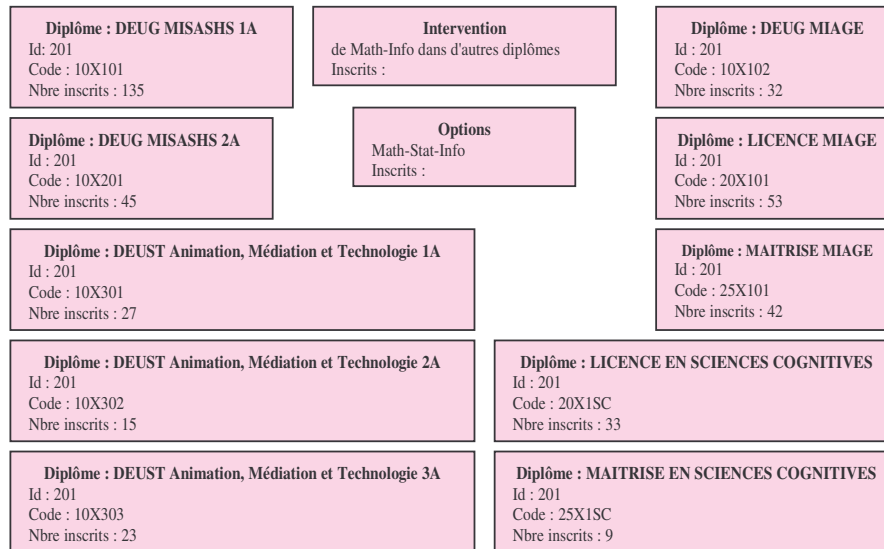 Diplôme : DEUG MISASHS 1A
Id: 201
Code : 10X101
Nbre inscrits : 135
Intervention
de Math-Info dans d'autres diplômes
Inscrits :
Diplôme : DEUG MIAGE
Id : 201
Code : 10X102
Nbre inscrits : 32
Diplôme : DEUG MISASHS 2A
Id : 201
Code : 10X201
Nbre inscrits : 45
Options
Math-Stat-Info
Inscrits :
Diplôme : LICENCE MIAGE
Id : 201
Code : 20X101
Nbre inscrits : 53
Diplôme : DEUST Animation, Médiation et Technologie 1A
Id : 201
Code : 10X301
Nbre inscrits : 27
Diplôme : MAITRISE MIAGE
Id : 201
Code : 25X101
Nbre inscrits : 42
Diplôme : DEUST Animation, Médiation et Technologie 2A
Id : 201
Code : 10X302
Nbre inscrits : 15
Diplôme : LICENCE EN SCIENCES COGNITIVES
Id : 201
Code : 20X1SC
Nbre inscrits : 33
Diplôme : DEUST Animation, Médiation et Technologie 3A
Id : 201
Code : 10X303
Nbre inscrits : 23
Diplôme : MAITRISE EN SCIENCES COGNITIVES
Id : 201
Code : 25X1SC
Nbre inscrits : 9